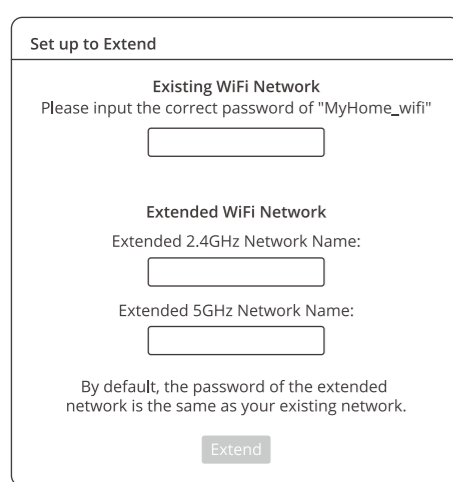 Set up to Extend
Existing WiFi Network
Please input the correct password of "MyHome_wifi"
Extended WiFi Network
Extended 2.4GHz Network Name:
Extended 5GHz Network Name:
By default, the password of the extended
network is the same as your existing network.
Extend